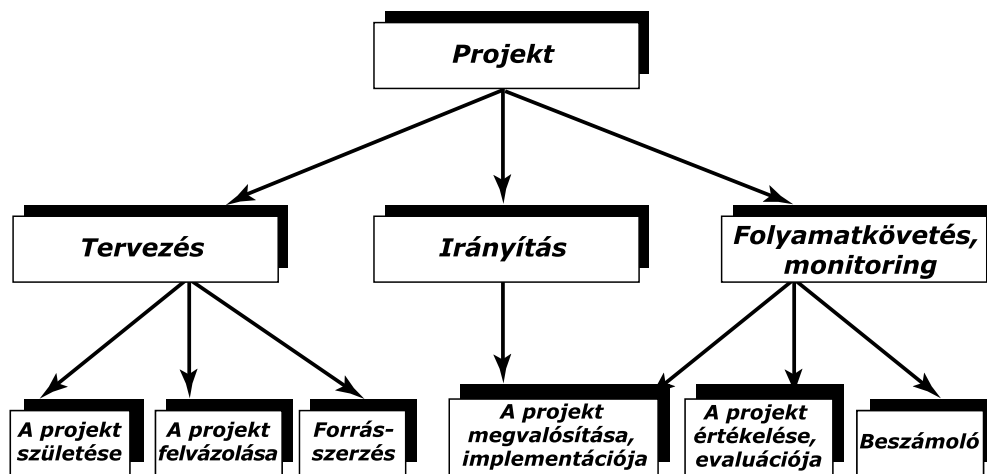 Projekt
Tervezés
Irányítás
Folyamatkövetés,
monitoring
A projekt
születése
A projekt
felvázolása
Forrás-
szerzés
A projekt
megvalósítása,
implementációja
A projekt
értékelése,
evaluációja
Beszámoló